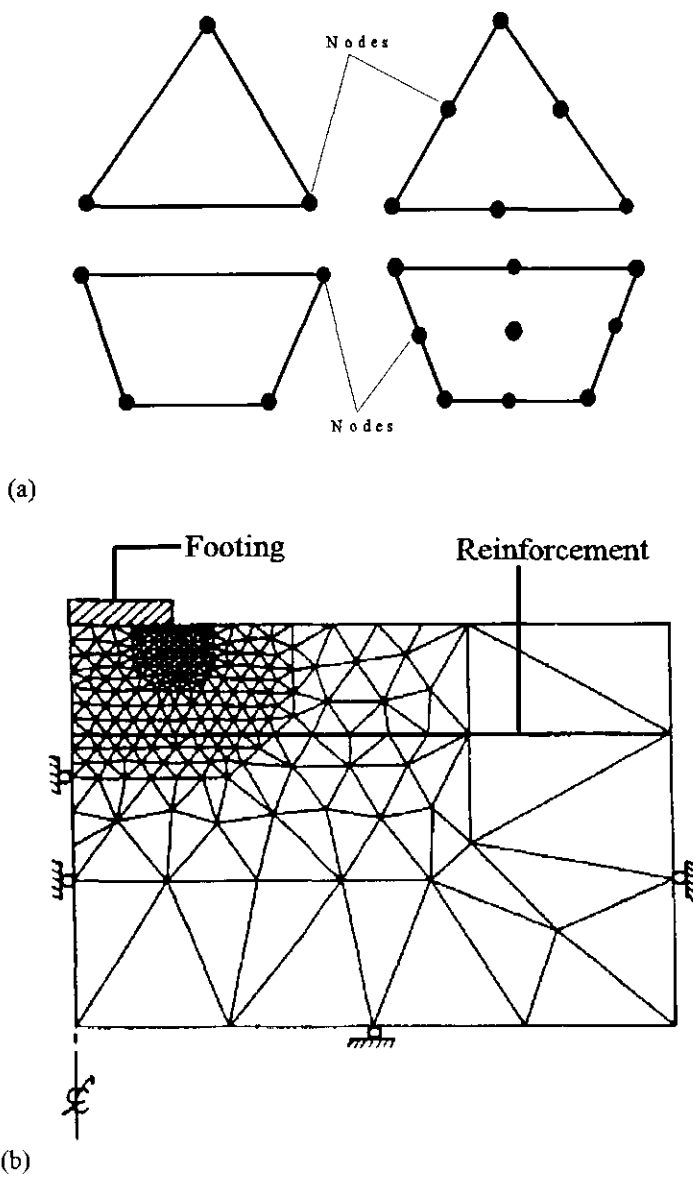 Nodes
Nodes
(a)
Footing
Reinforcement
℄
(b)